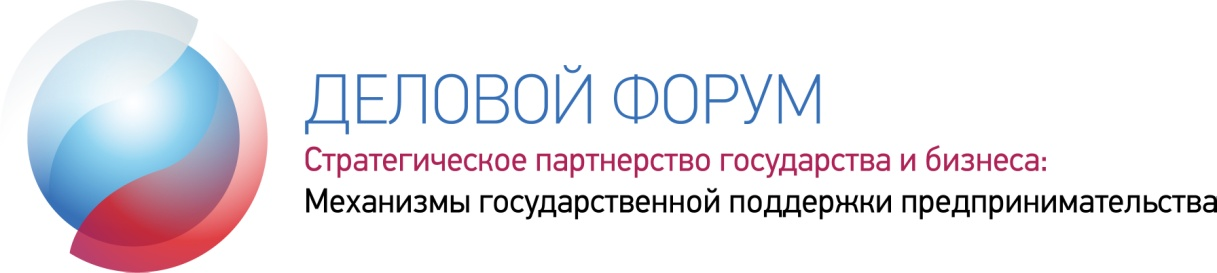 ДЕЛОВОЙ ФОРУМ
Стратегическое партнерство государства и бизнеса:
Механизмы государственной поддержки предпринимательства